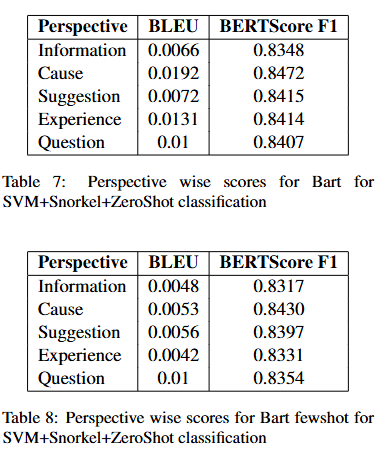 Perspective BLEU BERTScore F1
Information 0.0066 0.8348
Cause 0.0192 0.8472
Suggestion 0.0072 0.8415
Experience 0.0131 0.8414
Question 0.01 0.8407
Table 7: Perspective wise scores for Bart for
SVM+Snorkel+ZeroShot classification
Perspective BLEU BERTScore F1
Information 0.0048 0.8317
Cause 0.0053 0.8430
Suggestion 0.0056 0.8397
Experience 0.0042 0.8331
Question 0.01 0.8354
Table 8: Perspective wise scores for Bart fewshot for
SVM+Snorkel+ZeroShot classification